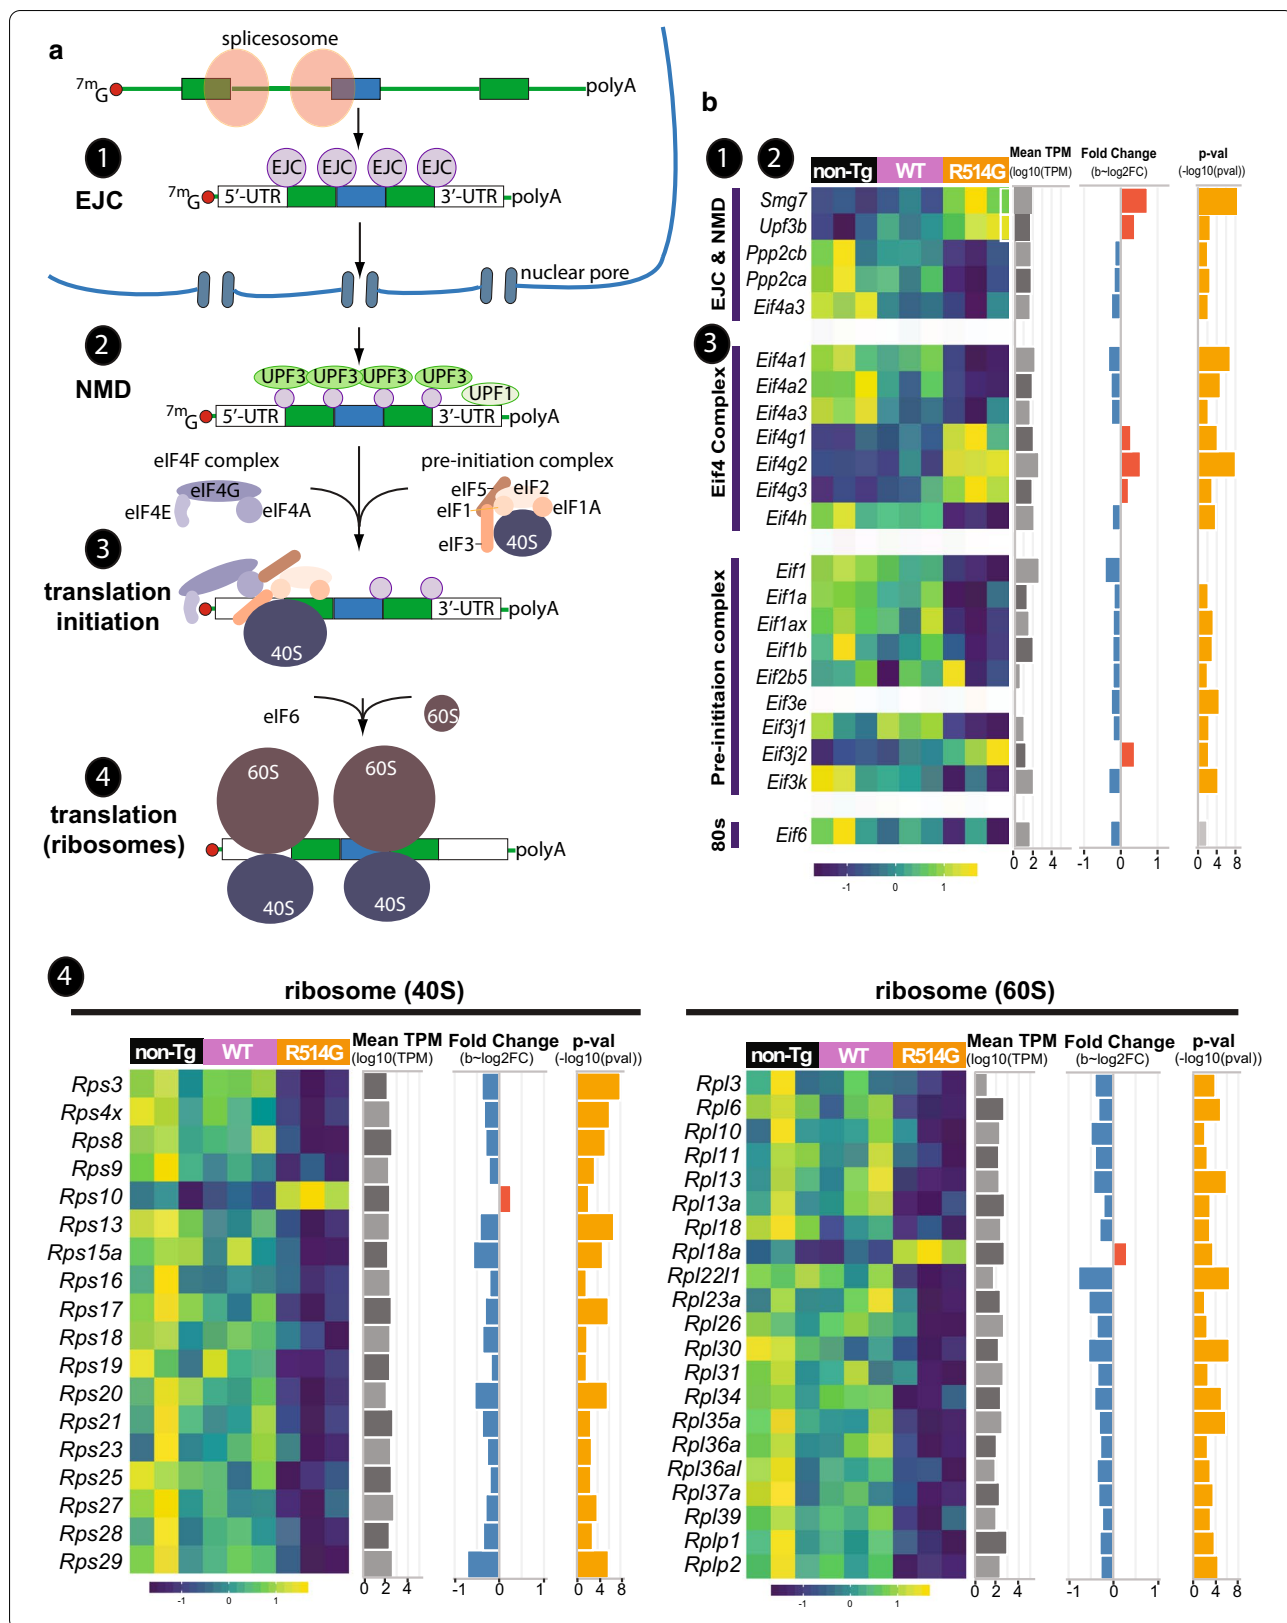 a
splicesosome
7m
G
polyA
1
EJC
EJC EJC EJC EJC
7m
G
5'-UTR
3'-UTR
polyA
nuclear pore
2
NMD
UPF3 UPF3 UPF3 UPF3
UPF1
7m
G
5'-UTR
3'-UTR
polyA
eIF4F complex
eIF4G
eIF4E
eIF4A
pre-initiation complex
eIF5
eIF2
eIF1
eIF1A
eIF3
40S
3
translation
initiation
3'-UTR
polyA
40S
eIF6
60S
4
translation
(ribosomes)
60S
60S
polyA
40S
40S
b
1 2
non-Tg WT R514G
Mean TPM
(log10(TPM)
Fold Change
(b~log2FC)
p-val
(-log10(pval))
EJC & NMD
Smg7
Upf3b
Ppp2cb
Ppp2ca
Eif4a3
3
Eif4 Complex
Eif4a1
Eif4a2
Eif4a3
Eif4g1
Eif4g2
Eif4g3
Eif4h
Pre-inititaion complex
Eif1
Eif1a
Eif1ax
Eif1b
Eif2b5
Eif3e
Eif3j1
Eif3j2
Eif3k
80s
Eif6
-1 0 1
0 2 4
-1 0 1
0 4 8
4
ribosome (40S)
non-Tg WT R514G
Mean TPM
(log10(TPM)
Fold Change
(b~log2FC)
p-val
(-log10(pval))
Rps3
Rps4x
Rps8
Rps9
Rps10
Rps13
Rps15a
Rps16
Rps17
Rps18
Rps19
Rps20
Rps21
Rps23
Rps25
Rps27
Rps28
Rps29
-1 0 1
0 2 4
-1 0 1
0 4 8
ribosome (60S)
non-Tg WT R514G
Mean TPM
(log10(TPM)
Fold Change
(b~log2FC)
p-val
(-log10(pval))
Rpl3
Rpl6
Rpl10
Rpl11
Rpl13
Rpl13a
Rpl18
Rpl18a
Rpl22l1
Rpl23a
Rpl26
Rpl30
Rpl31
Rpl34
Rpl35a
Rpl36a
Rpl36al
Rpl37a
Rpl39
Rplp1
Rplp2
-1 0 1
0 2 4
-1 0 1
0 4 8